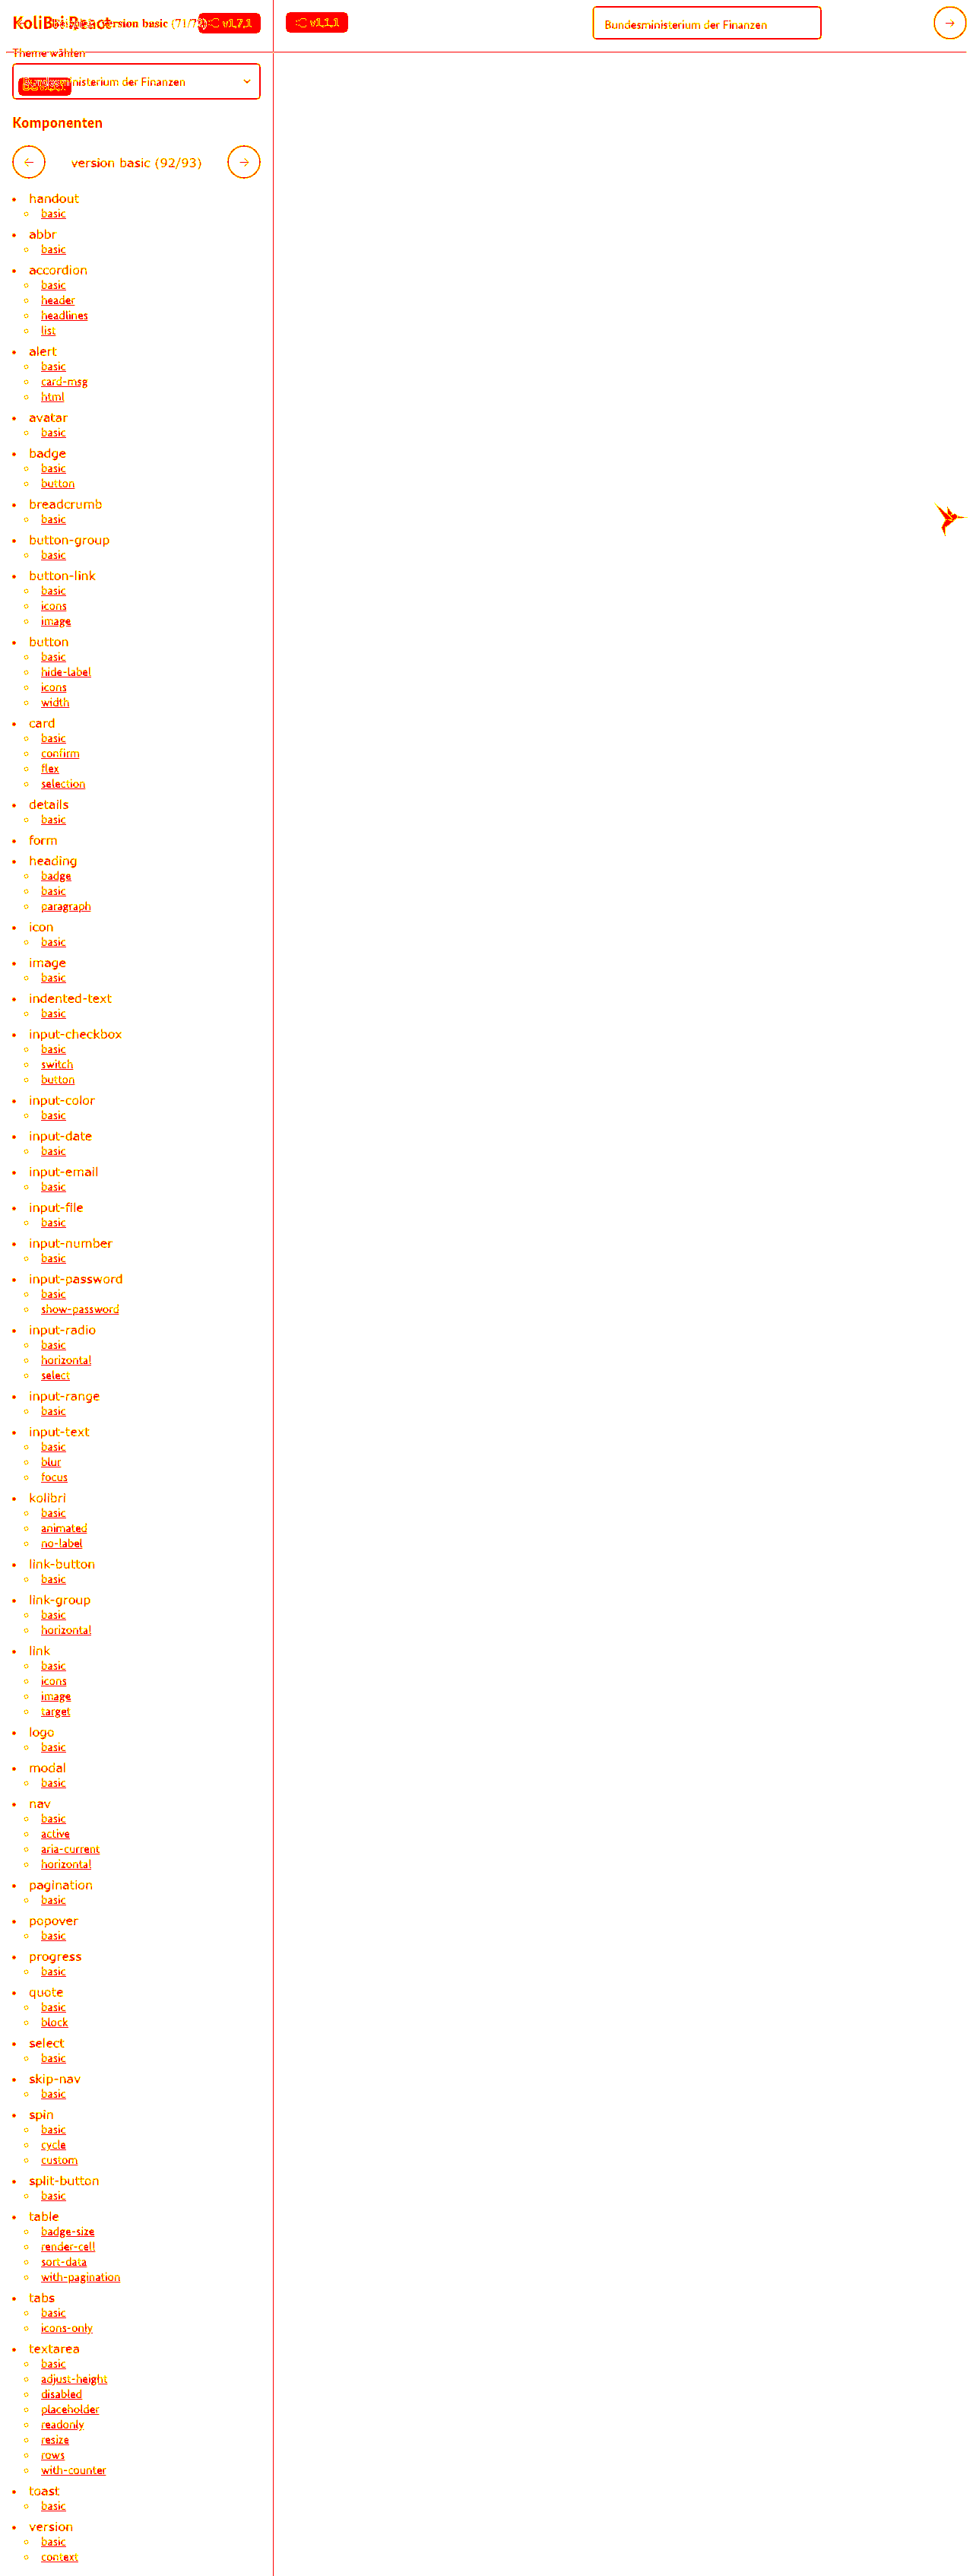 KoliBri React
version basic (71/72)
v1.7.1
v1.1.1
Bundesministerium der Finanzen
Theme wählen
Bundesministerium der Finanzen
Komponenten
version basic (92/93)
handout
basic
abbr
basic
accordion
basic
header
headlines
list
alert
basic
card-msg
html
avatar
basic
badge
basic
button
breadcrumb
basic
button-group
basic
button-link
basic
icons
image
button
basic
hide-label
icons
width
card
basic
confirm
flex
selection
details
basic
form
heading
badge
basic
paragraph
icon
basic
image
basic
indented-text
basic
input-checkbox
basic
switch
button
input-color
basic
input-date
basic
input-email
basic
input-file
basic
input-number
basic
input-password
basic
show-password
input-radio
basic
horizontal
select
input-range
basic
input-text
basic
blur
focus
kolibri
basic
animated
no-label
link-button
basic
link-group
basic
horizontal
link
basic
icons
image
target
logo
basic
modal
basic
nav
basic
active
aria-current
horizontal
pagination
basic
popover
basic
progress
basic
quote
basic
block
select
basic
skip-nav
basic
spin
basic
cycle
custom
split-button
basic
table
badge-size
render-cell
sort-data
with-pagination
tabs
basic
icons-only
textarea
basic
adjust-height
disabled
placeholder
readonly
resize
rows
with-counter
toast
basic
version
basic
context